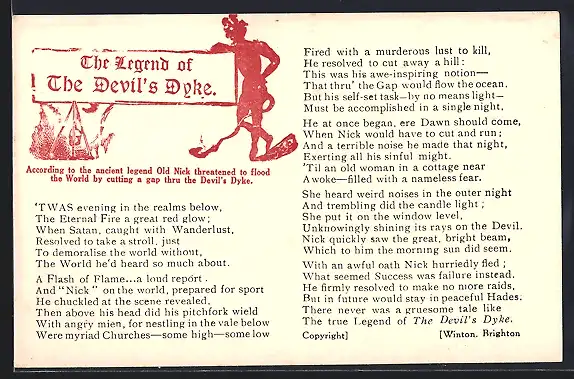 The Legend of
The Devil's Dyke.
According to the ancient legend Old Nick threatened to flood
the World by cutting a gap thru the Devil's Dyke.
'TWAS evening in the realms below,
The Eternal Fire a great red glow;
When Satan, caught with Wanderlust,
Resolved to take a stroll, just
To demoralise the world without,
The World he'd heard so much about.
A Flash of Flame...a loud report.
And "Nick" on the world, prepared for sport
He chuckled at the scene revealed,
Then above his head did his pitchfork wield
With angry mien, for nestling in the vale below
Were myriad Churches—some high—some low
Fired with a murderous lust to kill,
He resolved to cut away a hill:
This was his awe-inspiring notion—
That thru' the Gap would flow the ocean.
But his self-set task—by no means light—
Must be accomplished in a single night.
He at once began, ere Dawn should come,
When Nick would have to cut and run;
And a terrible noise he made that night,
Exerting all his sinful might.
'Til an old woman in a cottage near
Awoke—filled with a nameless fear.
She heard weird noises in the outer night
And trembling did the candle light;
She put it on the window level,
Unknowingly shining its rays on the Devil.
Nick quickly saw the great, bright beam,
Which to him the morning sun did seem.
With an awful oath Nick hurriedly fled;
What seemed Success was failure instead.
He firmly resolved to make no more raids,
But in future would stay in peaceful Hades.
There never was a gruesome tale like
The true Legend of The Devil's Dyke.
Copyright] [Winton. Brighton